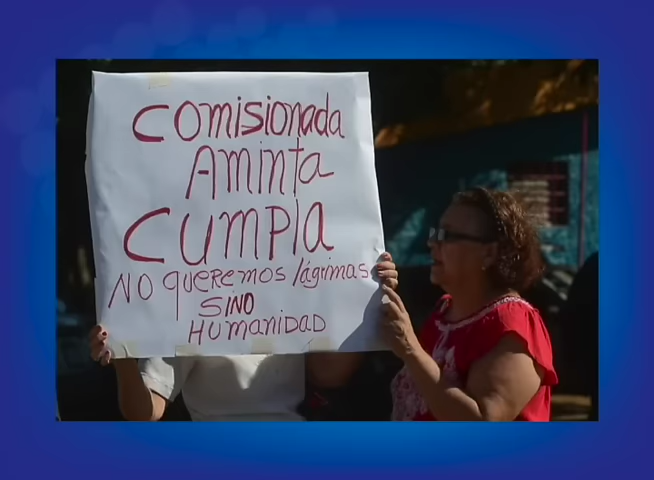 Comisionada
Aminta
Cumpla
No queremos lágrimas
Sino
Humanidad